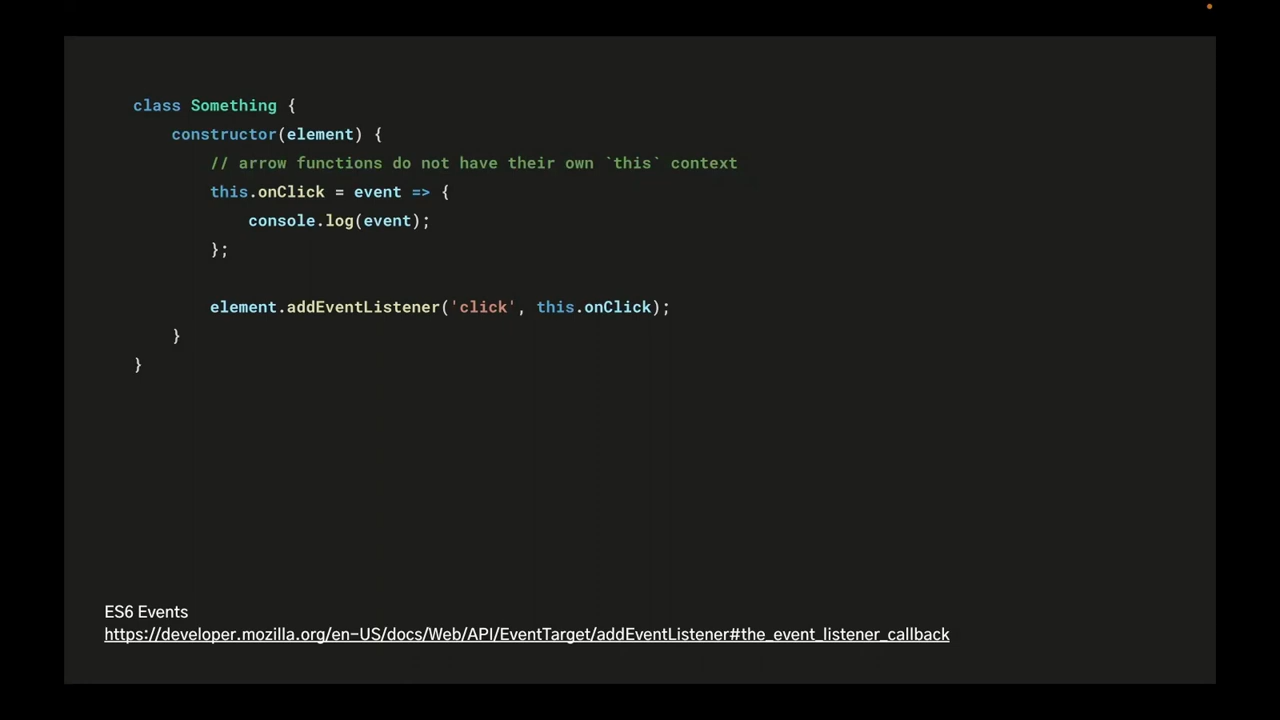 class Something {
    constructor(element) {
        // arrow functions do not have their own `this` context
        this.onClick = event => {
            console.log(event);
        };

        element.addEventListener('click', this.onClick);
    }
}
ES6 Events
https://developer.mozilla.org/en-US/docs/Web/API/EventTarget/addEventListener#the_event_listener_callback